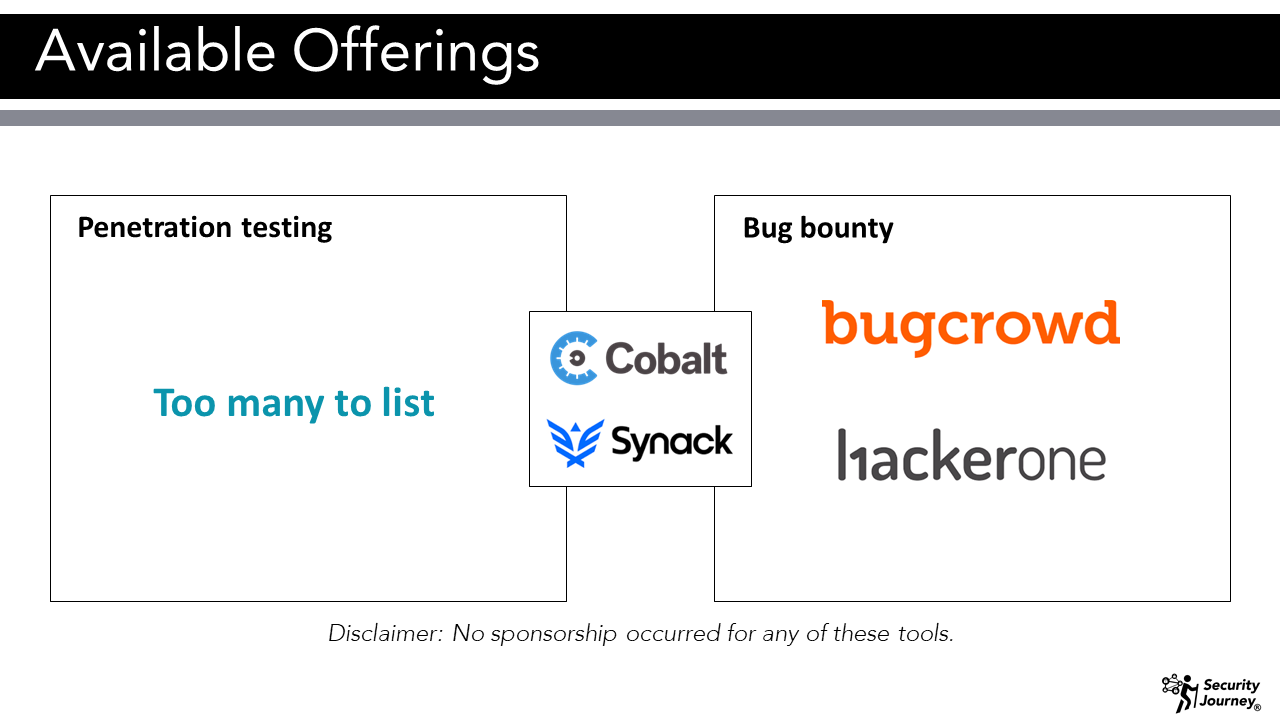 Available Offerings
Penetration testing
Too many to list
Cobalt
Synack
Bug bounty
bugcrowd
hackerone
Disclaimer: No sponsorship occurred for any of these tools.
Security
Journey®